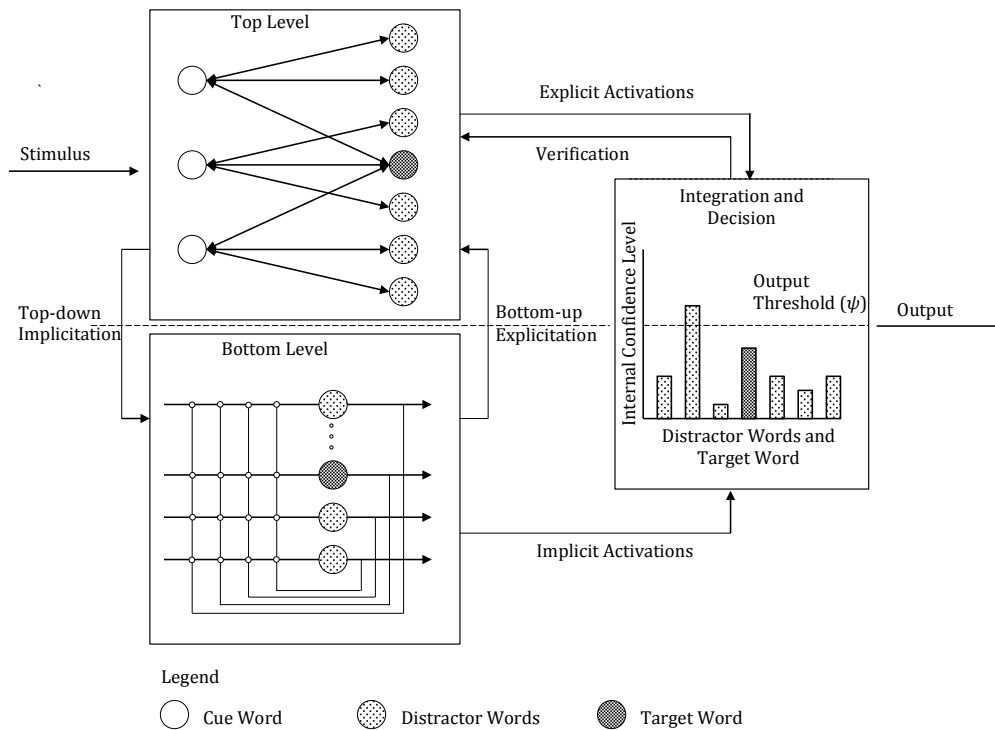 Top Level
Explicit Activations
Stimulus
Verification
Integration and
Decision
Internal Confidence Level
Output
Threshold (ψ)
Distractor Words and
Target Word
Output
Top-down
Implicitation
Bottom-up
Explicitation
Bottom Level
Implicit Activations
Legend
Cue Word
Distractor Words
Target Word